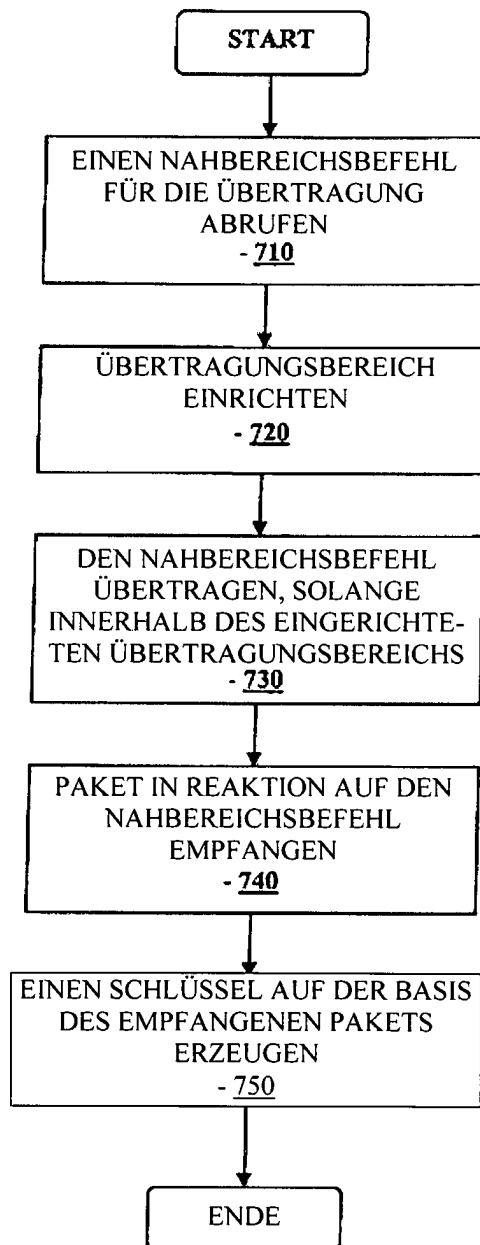 START
EINEN NAHBEREICHSBEFEHL
FÜR DIE ÜBERTRAGUNG
ABRUFEN
- 710
ÜBERTRAGUNGSBEREICH
EINRICHTEN
- 720
DEN NAHBEREICHSBEFEHL
ÜBERTRAGEN, SOLANGE
INNERHALB DES EINGERICHTE-
TEN ÜBERTRAGUNGSBEREICHS
- 730
PAKET IN REAKTION AUF DEN
NAHBEREICHSBEFEHL
EMPFANGEN
- 740
EINEN SCHLÜSSEL AUF DER BASIS
DES EMPFANGENEN PAKETS
ERZEUGEN
- 750
ENDE